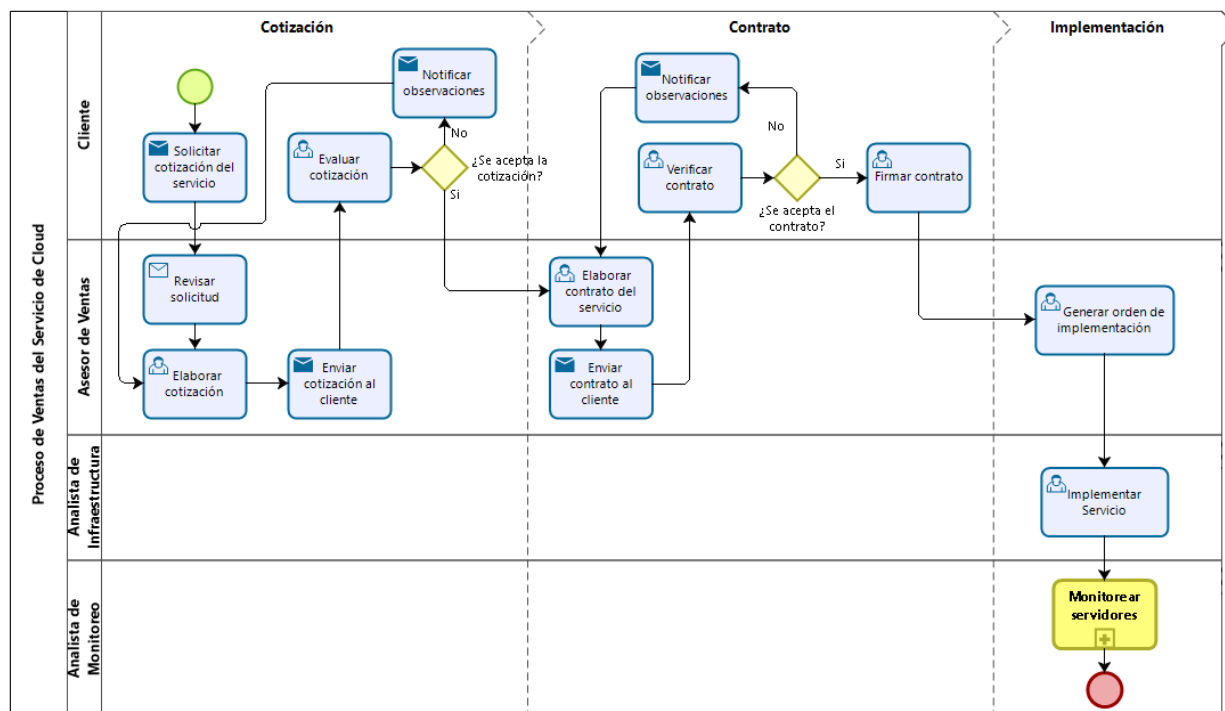 Proceso de Ventas del Servicio de Cloud
Cotización
Contrato
Implementación
Cliente
Solicitar
cotización del
servicio
Evaluar
cotización
Notificar
observaciones
No
¿Se acepta la
cotización?
Si
Notificar
observaciones
No
Verificar
contrato
¿Se acepta el
contrato?
Si
Firmar contrato
Asesor de Ventas
Revisar
solicitud
Elaborar
cotización
Enviar
cotización al
cliente
Elaborar
contrato del
servicio
Enviar
contrato al
cliente
Generar orden de
implementación
Analista de
Infraestructura
Implementar
Servicio
Analista de
Monitoreo
Monitorear
servidores